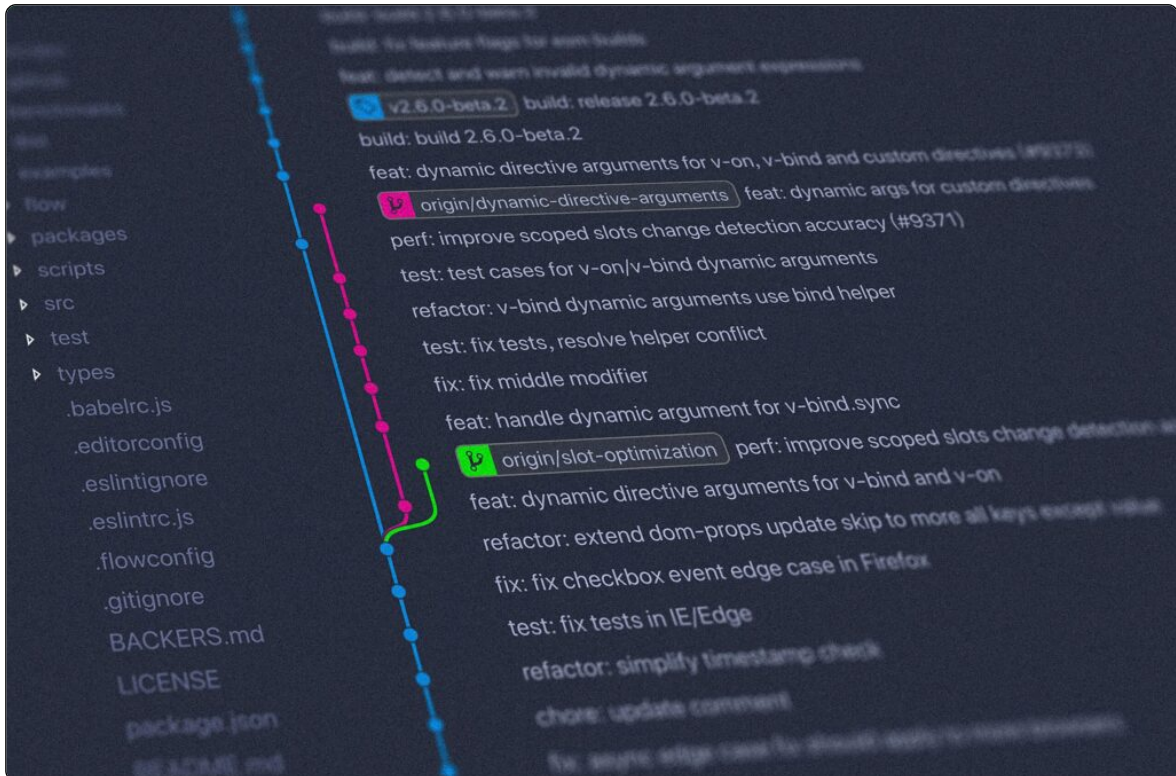 build: fix feature flags for esm builds
feat: detect and warn invalid dynamic argument expressions
v2.6.0-beta.2 build: release 2.6.0-beta.2
build: build 2.6.0-beta.2
feat: dynamic directive arguments for v-on, v-bind and custom directives (#9373)
origin/dynamic-directive-arguments feat: dynamic args for custom directives
perf: improve scoped slots change detection accuracy (#9371)
test: test cases for v-on/v-bind dynamic arguments
refactor: v-bind dynamic arguments use bind helper
test: fix tests, resolve helper conflict
fix: fix middle modifier
feat: handle dynamic argument for v-bind.sync
origin/slot-optimization perf: improve scoped slots change detection
feat: dynamic directive arguments for v-bind and v-on
refactor: extend dom-props update skip to more all keys except value
fix: fix checkbox event edge case in Firefox
test: fix tests in IE/Edge
refactor: simplify timestamp check
chore: update comment
examples
flow
packages
scripts
src
test
types
.babelrc.js
.editorconfig
.eslintignore
.eslintrc.js
.flowconfig
.gitignore
BACKERS.md
LICENSE
package.json
README.md